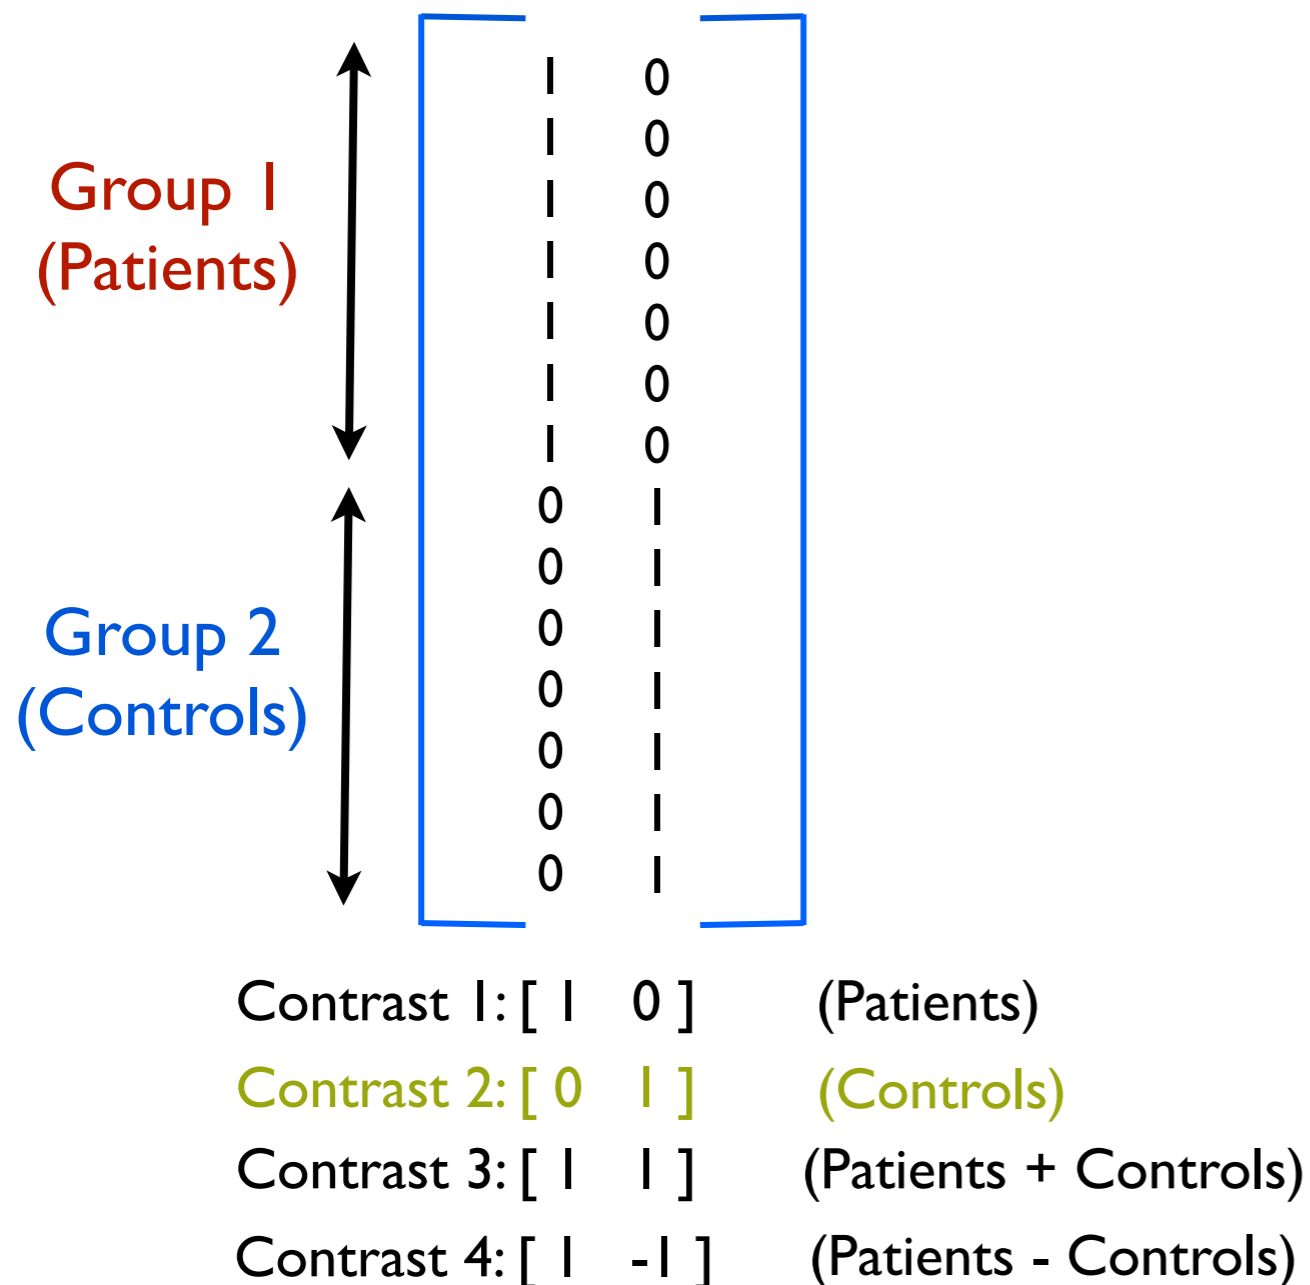 1 0
1 0
1 0
1 0
1 0
1 0
1 0
0 1
0 1
0 1
0 1
0 1
0 1
0 1
Group 1
(Patients)
Group 2
(Controls)
Contrast 1: [ 1 0 ] (Patients)
Contrast 2: [ 0 1 ] (Controls)
Contrast 3: [ 1 1 ] (Patients + Controls)
Contrast 4: [ 1 -1 ] (Patients - Controls)